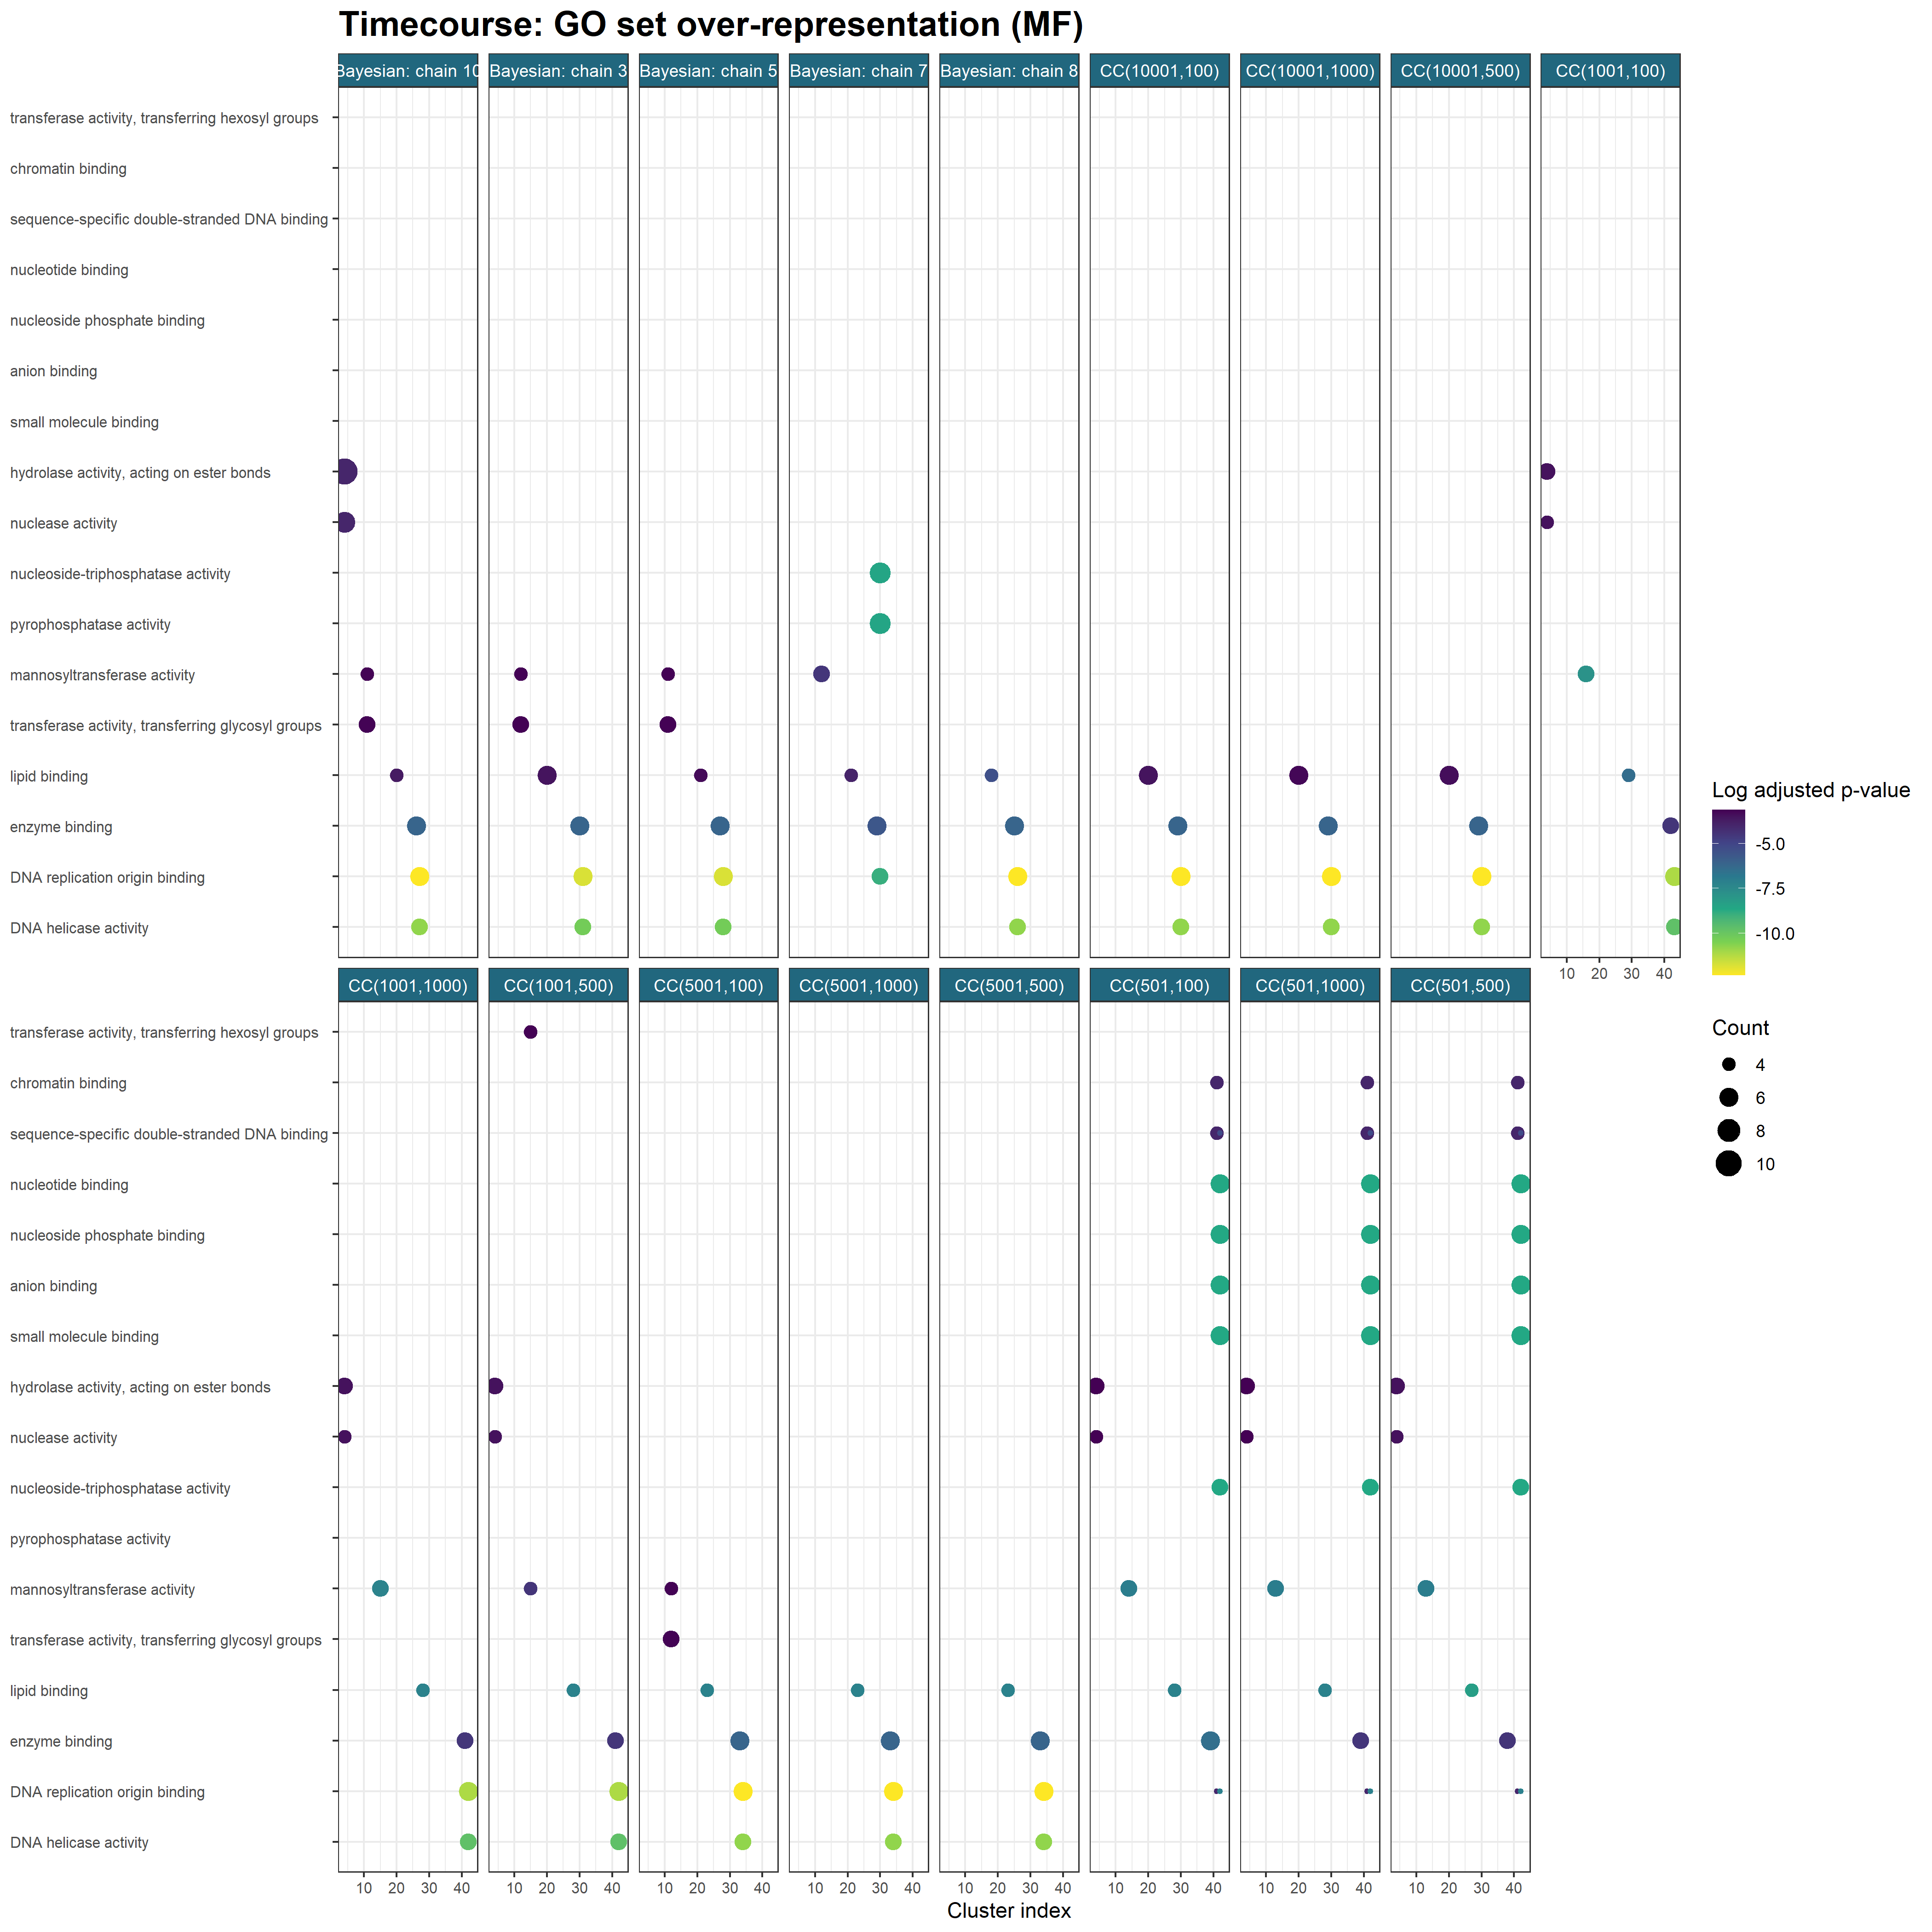 Timecourse: GO set over-representation (MF)
Bayesian: chain 10 Bayesian: chain 3 Bayesian: chain 5 Bayesian: chain 7 Bayesian: chain 8 CC(10001,100) CC(10001,1000) CC(10001,500) CC(1001,100)
transferase activity, transferring hexosyl groups
chromatin binding
sequence-specific double-stranded DNA binding
nucleotide binding
nucleoside phosphate binding
anion binding
small molecule binding
hydrolase activity, acting on ester bonds
nuclease activity
nucleoside-triphosphatase activity
pyrophosphatase activity
mannosyltransferase activity
transferase activity, transferring glycosyl groups
lipid binding
enzyme binding
DNA replication origin binding
DNA helicase activity
10 20 30 40
CC(1001,1000) CC(1001,500) CC(5001,100) CC(5001,1000) CC(5001,500) CC(501,100) CC(501,1000) CC(501,500)
transferase activity, transferring hexosyl groups
chromatin binding
sequence-specific double-stranded DNA binding
nucleotide binding
nucleoside phosphate binding
anion binding
small molecule binding
hydrolase activity, acting on ester bonds
nuclease activity
nucleoside-triphosphatase activity
pyrophosphatase activity
mannosyltransferase activity
transferase activity, transferring glycosyl groups
lipid binding
enzyme binding
DNA replication origin binding
DNA helicase activity
10 20 30 40 10 20 30 40 10 20 30 40 10 20 30 40 10 20 30 40 10 20 30 40 10 20 30 40 10 20 30 40
Cluster index
Log adjusted p-value
-5.0
-7.5
-10.0
Count
4
6
8
10